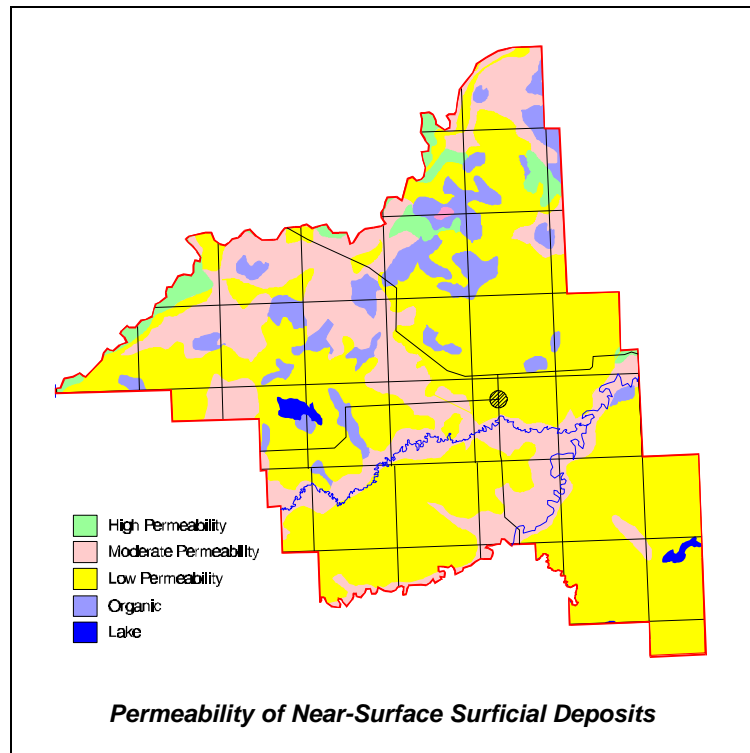 High Permeability
Moderate Permeability
Low Permeability
Organic
Lake
Permeability of Near-Surface Surficial Deposits